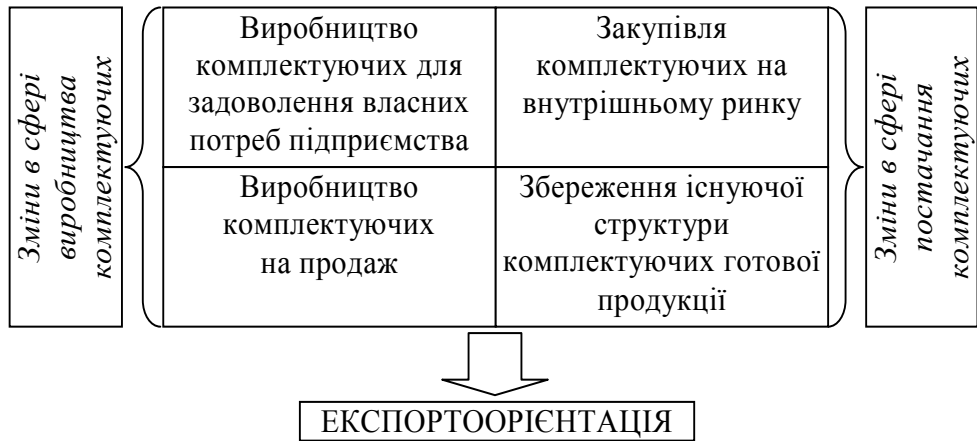 Зміни в сфері
виробництва
комплектуючих
Виробництво
комплектуючих для
задоволення власних
потреб підприємства
Закупівля
комплектуючих на
внутрішньому ринку
Виробництво
комплектуючих
на продаж
Збереження існуючої
структури
комплектуючих готової
продукції
Зміни в сфері
постачання
комплектуючих
ЕКСПОРТООРІЄНТАЦІЯ